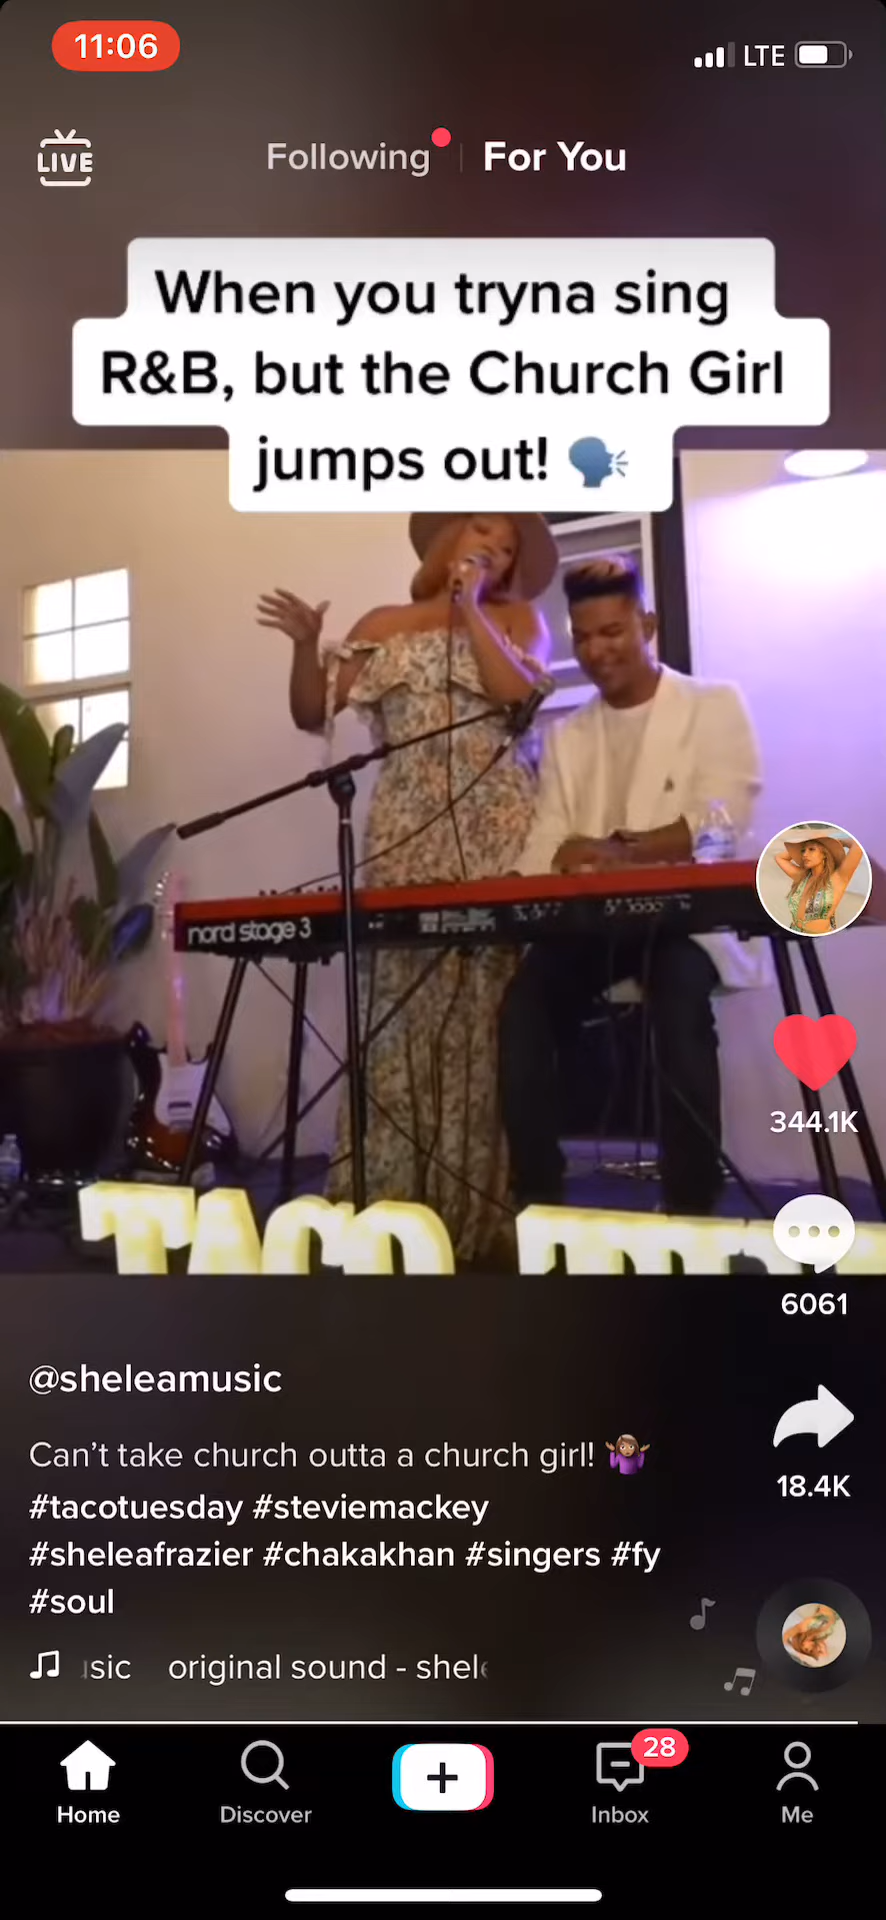 11:06
LTE
LIVE
Following
For You
When you tryna sing
R&B, but the Church Girl
jumps out! 🗣️
nord stage 3
TACO
344.1K
6061
@sheleamusic
Can't take church outta a church girl! 🤷🏽‍♀️
#tacotuesday #steviemackey
#sheleafrazier #chakakhan #singers #fy
#soul
18.4K
original sound - shel
Home
Discover
28
Inbox
Me